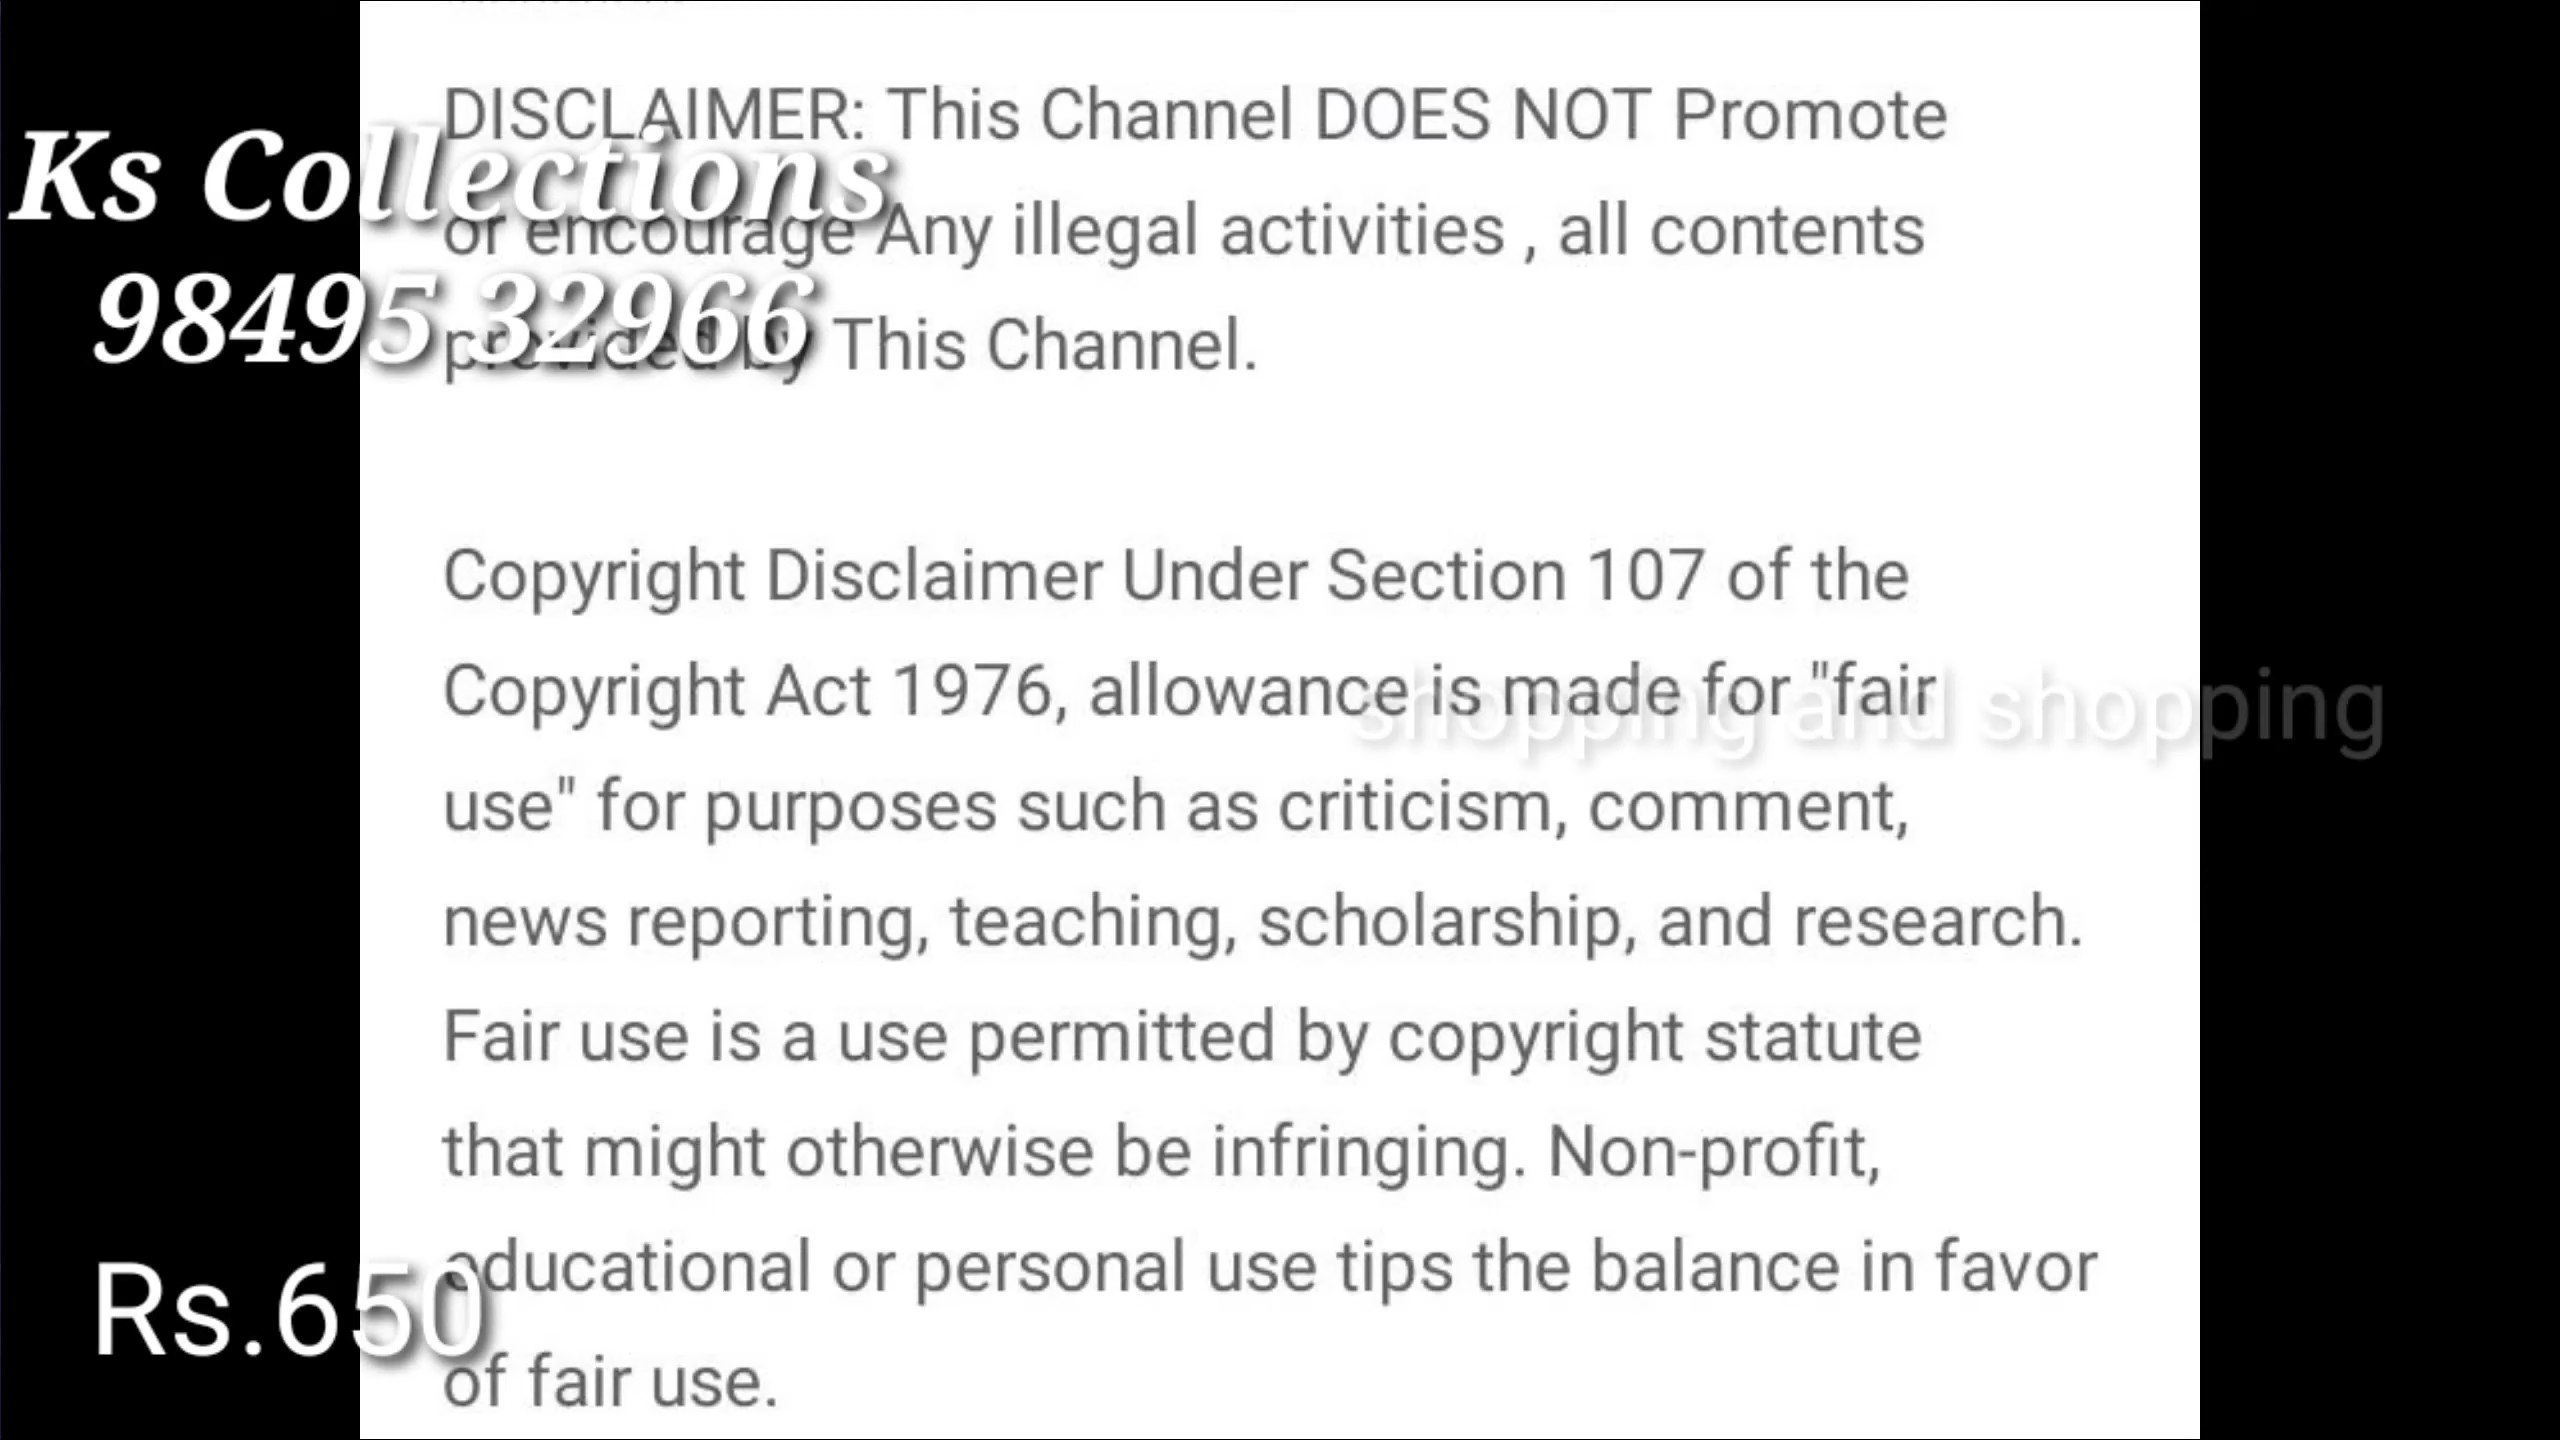 DISCLAIMER: This Channel DOES NOT Promote
Ks Collections
or encourage Any illegal activities , all contents
98495 32966
provided by This Channel.
Copyright Disclaimer Under Section 107 of the
Copyright Act 1976, allowance is made for "fair
shopping and shopping
use" for purposes such as criticism, comment,
news reporting, teaching, scholarship, and research.
Fair use is a use permitted by copyright statute
that might otherwise be infringing. Non-profit,
educational or personal use tips the balance in favor
Rs.650
of fair use.